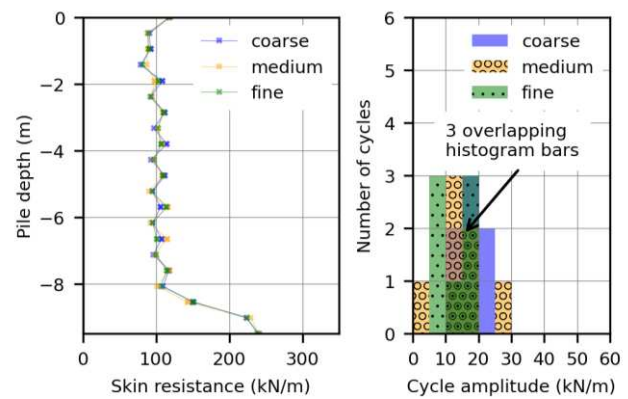 0
−2
−4
−6
−8
Pile depth (m)
0
100
200
300
Skin resistance (kN/m)
coarse
medium
fine
6
5
4
3
2
1
0
Number of cycles
0
10
20
30
40
50
60
Cycle amplitude (kN/m)
coarse
medium
fine
3 overlapping
histogram bars